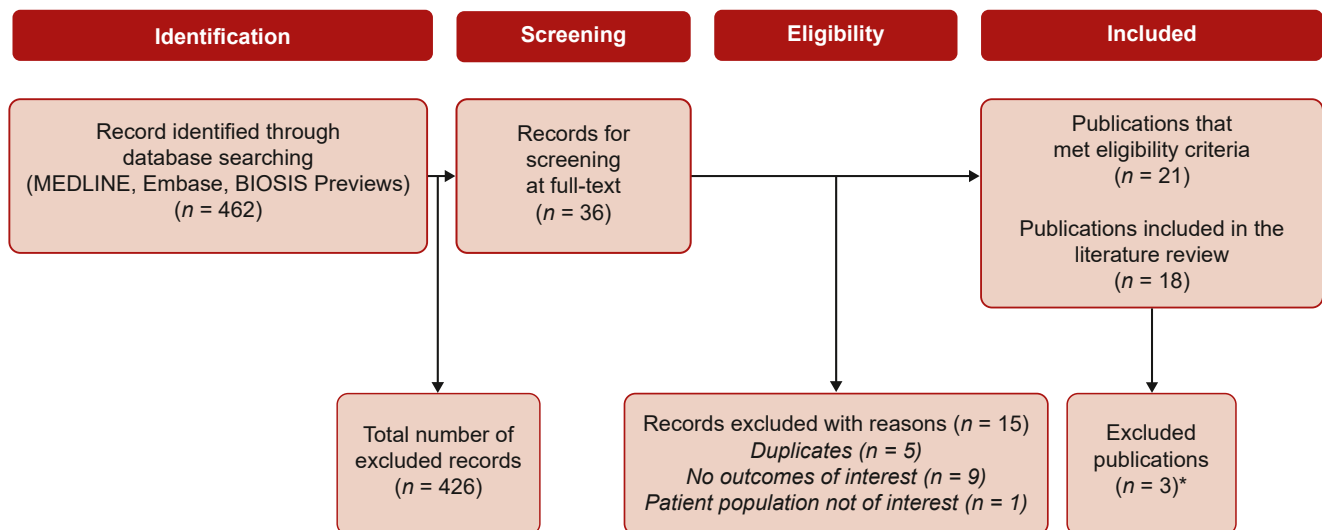 Identification
Screening
Eligibility
Included
Record identified through
database searching
(MEDLINE, Embase, BIOSIS Previews)
(n = 462)
Records for
screening
at full-text
(n = 36)
Publications that
met eligibility criteria
(n = 21)
Publications included in the
literature review
(n = 18)
Total number of
excluded records
(n = 426)
Records excluded with reasons (n = 15)
Duplicates (n = 5)
No outcomes of interest (n = 9)
Patient population not of interest (n = 1)
Excluded
publications
(n = 3)*